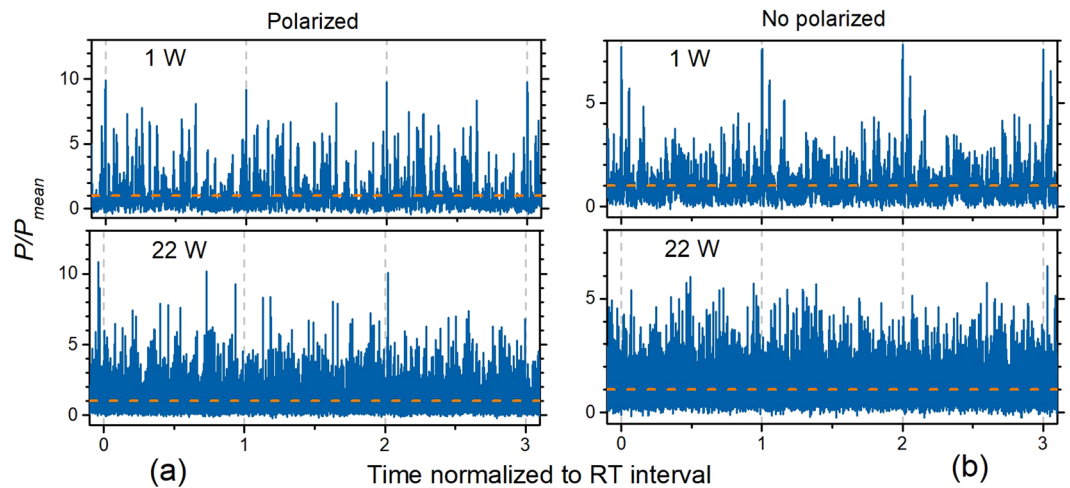 Polarized
No polarized
1 W
1 W
10
5
0
5
0
P/Pmean
22 W
22 W
10
5
0
5
0
0 1 2 3
0 1 2 3
(a)
Time normalized to RT interval
(b)